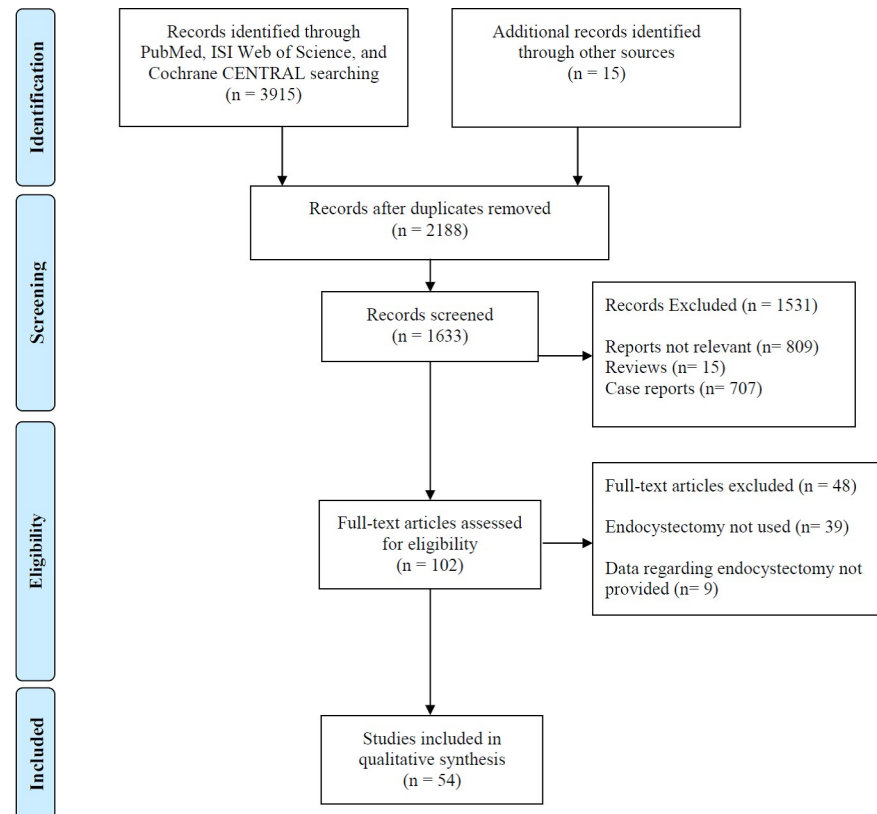 Identification
Records identified through
PubMed, ISI Web of Science, and
Cochrane CENTRAL searching
(n = 3915)
Additional records identified
through other sources
(n = 15)
Records after duplicates removed
(n = 2188)
Screening
Records screened
(n = 1633)
Records Excluded (n = 1531)
Reports not relevant (n= 809)
Reviews (n= 15)
Case reports (n= 707)
Eligibility
Full-text articles assessed
for eligibility
(n = 102)
Full-text articles excluded (n = 48)
Endocystectomy not used (n= 39)
Data regarding endocystectomy not
provided (n= 9)
Included
Studies included in
qualitative synthesis
(n = 54)